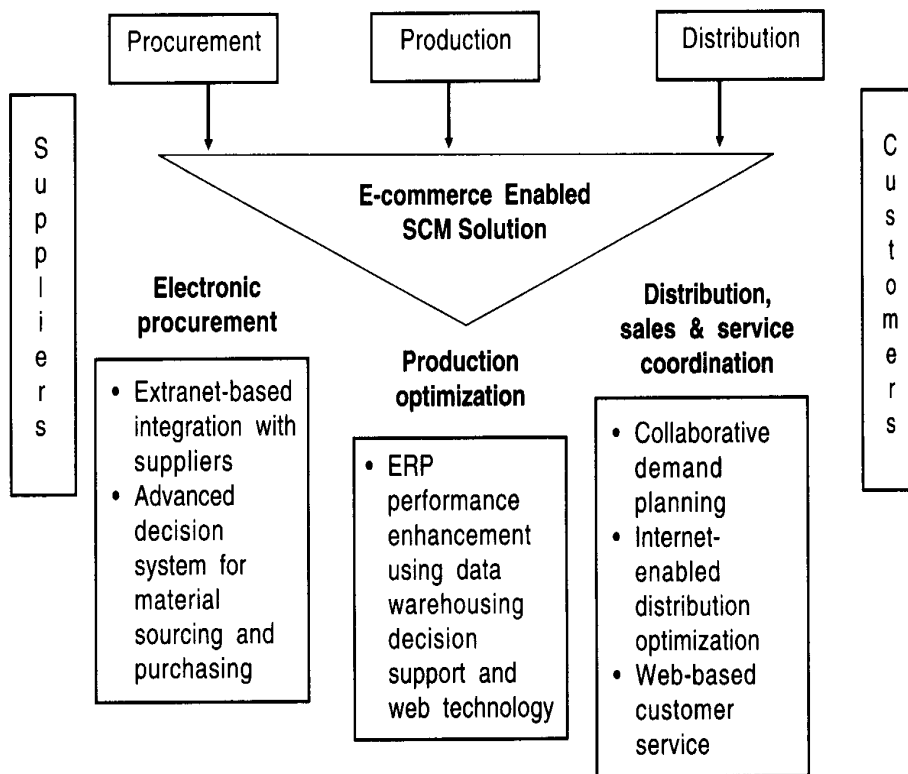 Procurement
Production
Distribution
Suppliers
Customers
E-commerce Enabled
SCM Solution
Electronic
procurement
• Extranet-based
integration with
suppliers
• Advanced
decision
system for
material
sourcing and
purchasing
Production
optimization
• ERP
performance
enhancement
using data
warehousing
decision
support and
web technology
Distribution,
sales & service
coordination
• Collaborative
demand
planning
• Internet-
enabled
distribution
optimization
• Web-based
customer
service